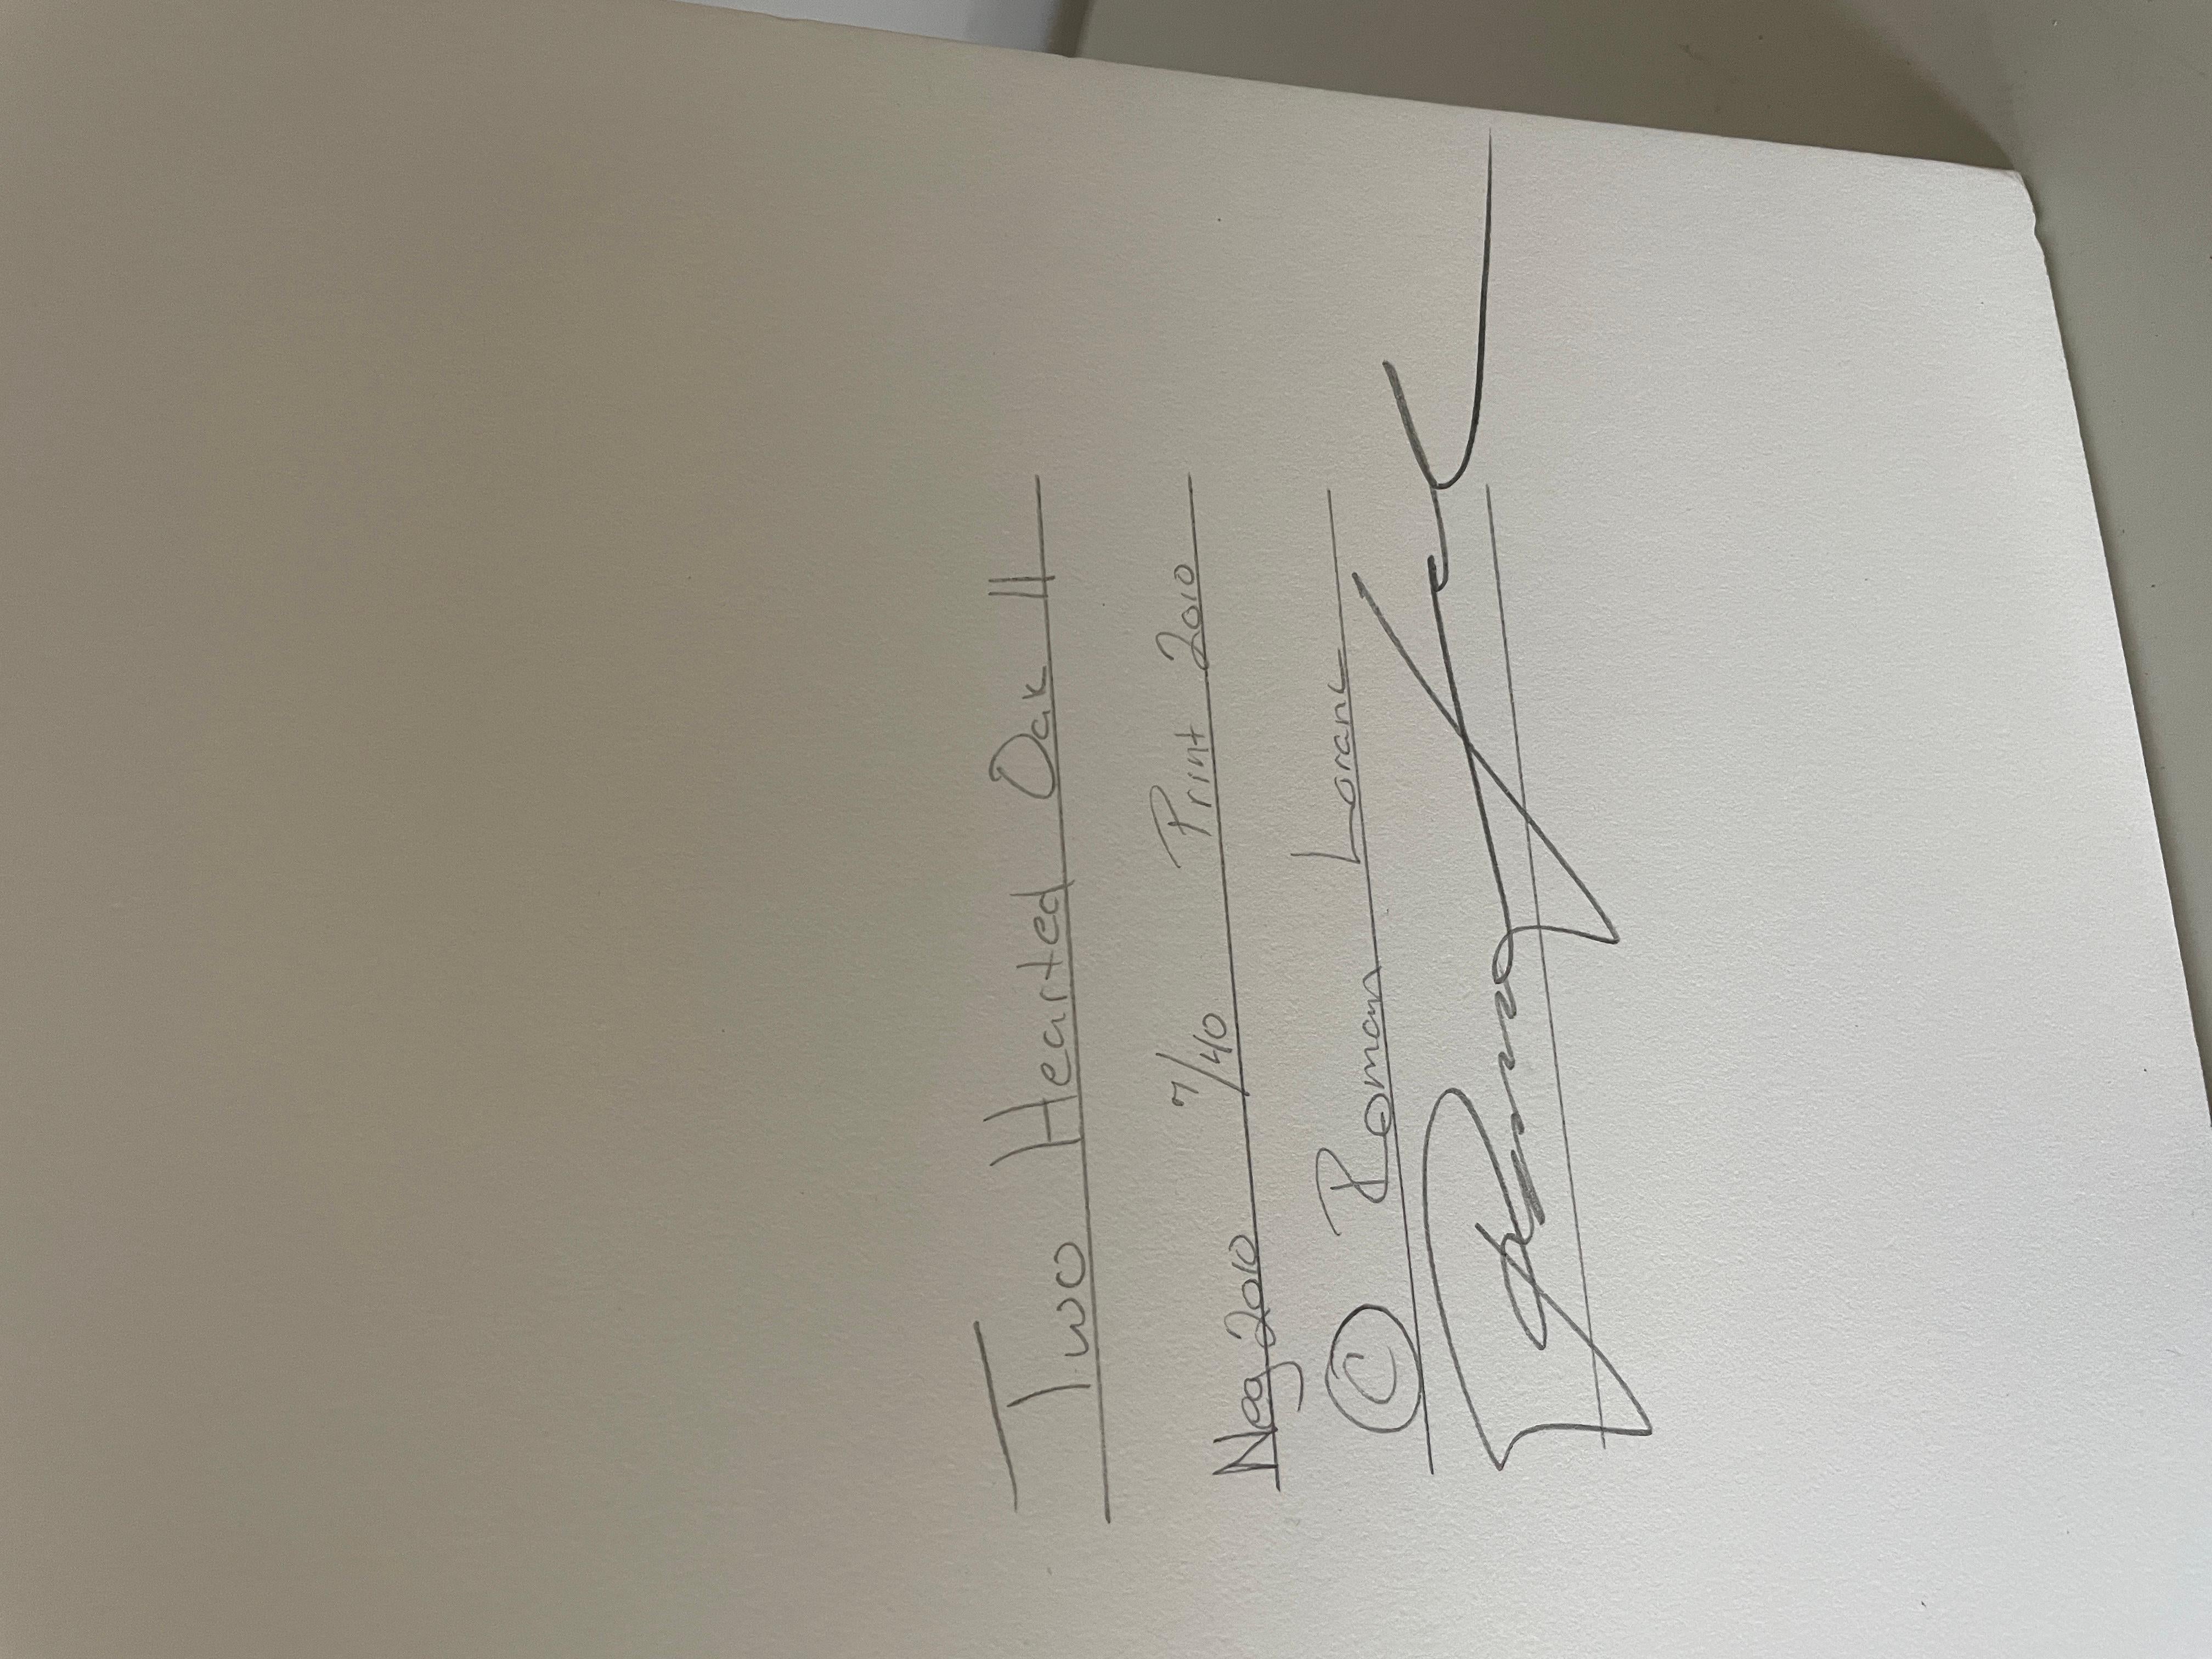 Two Hearted Oak II
Neg 2010 7/40 Print 2010
© Roman Loranc